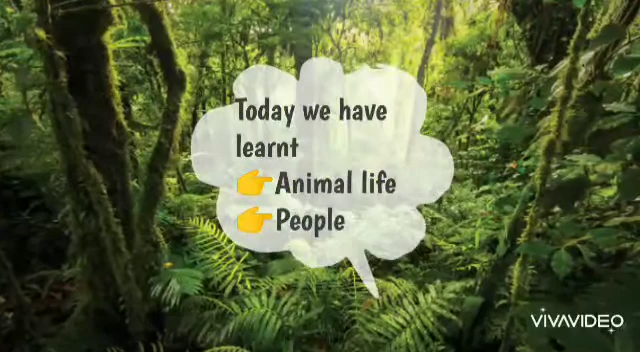 Today we have
learnt
👉Animal life
👉People
VIVAVIDEO